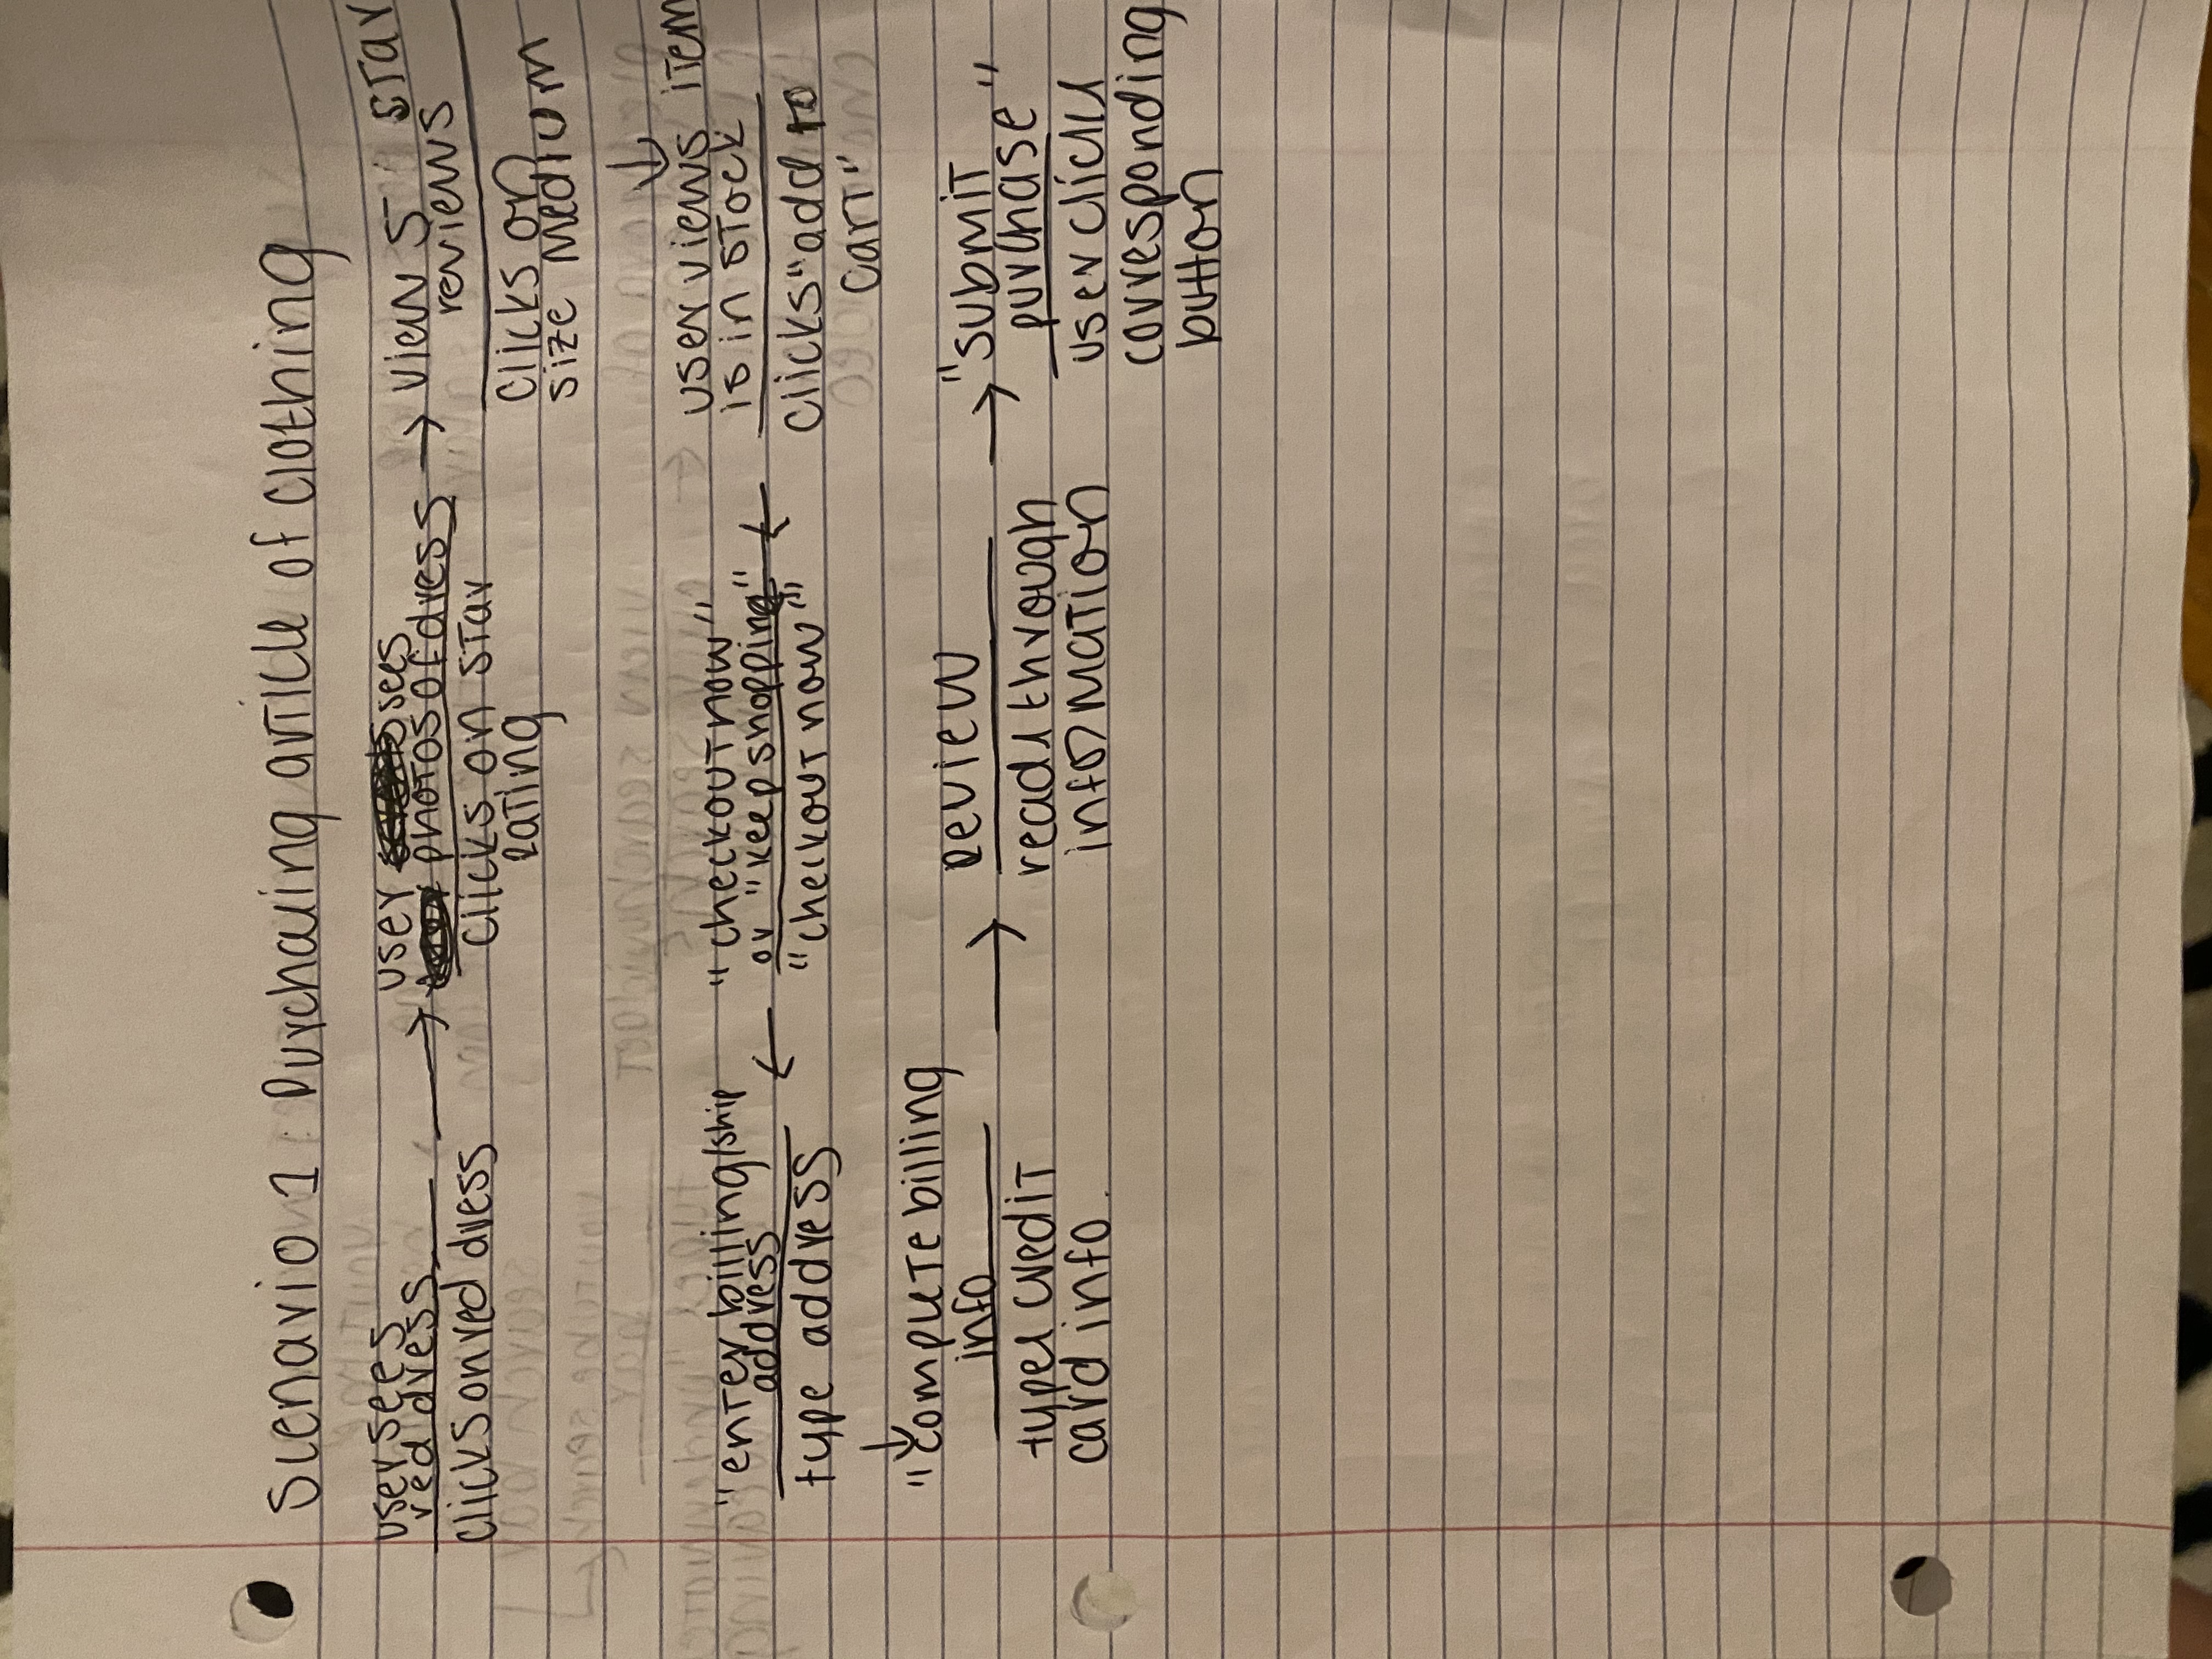 Scenario 1: Purchasing article of clothing
user sees
red dress
clicks on red dress
user sees
photos of dress
clicks on star
rating
view 5 star
reviews
clicks on
size medium
user views item
is in stock
clicks "add to
cart"
"checkout now"
or "keep shopping"
"checkout now"
"enter billing/ship
address
type address
"complete billing
info
types credit
card info.
Review
reads through
information
"submit
purchase"
user clicks
corresponding
button